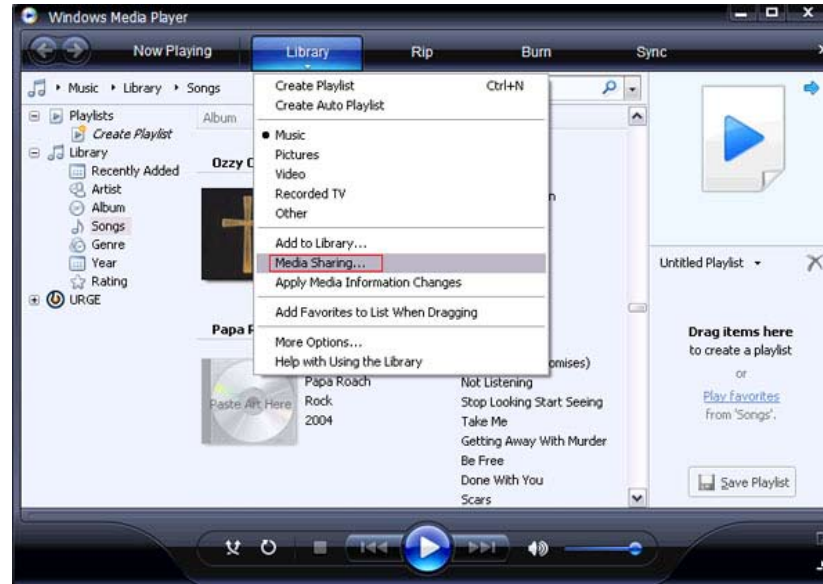 Windows Media Player
Now Playing
Library
Rip
Burn
Sync
Music
Library
Songs
Playlists
Create Playlist
Library
Recently Added
Artist
Album
Songs
Genre
Year
Rating
URGE
Album
Ozzy
Papa
Paste Art Here
Papa Roach
Rock
2004
Create Playlist Ctrl+N
Create Auto Playlist
Music
Pictures
Video
Recorded TV
Other
Add to Library...
Media Sharing...
Apply Media Information Changes
Add Favorites to List When Dragging
More Options...
Help with Using the Library
Not Listening
Stop Looking Start Seeing
Take Me
Getting Away With Murder
Be Free
Done With You
Scars
Untitled Playlist
Drag items here
to create a playlist
or
Play favorites
from 'Songs'.
Save Playlist